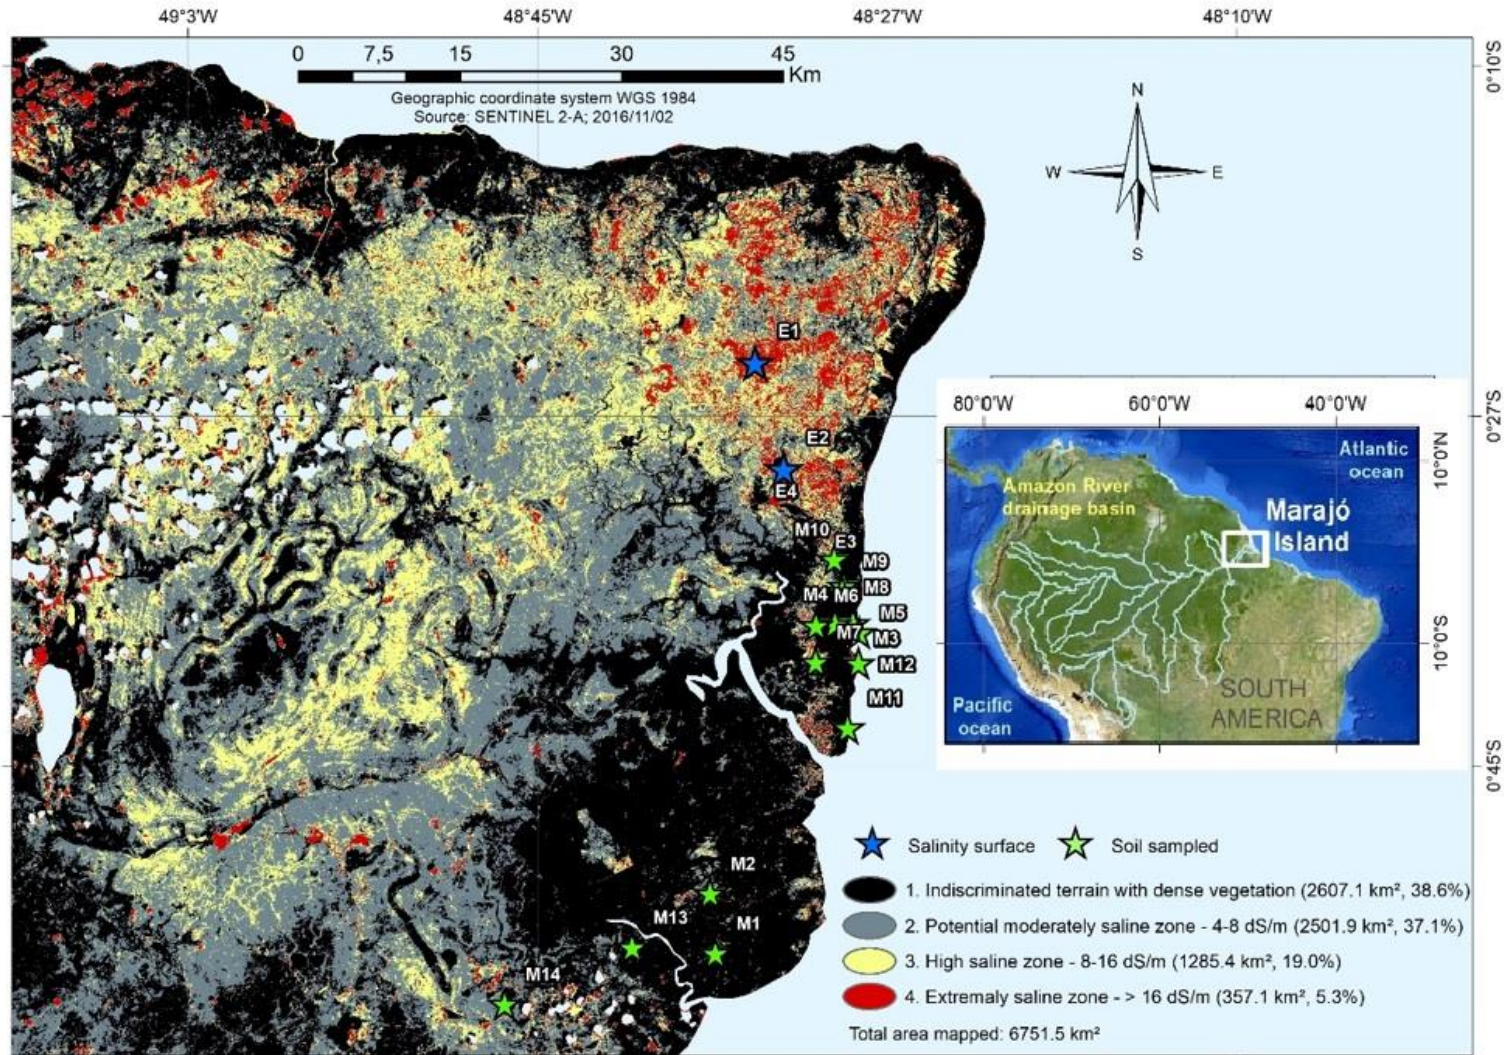 49°3'W
48°45'W
48°27'W
48°10'W
0 7,5 15 30 45
Km
Geographic coordinate system WGS 1984
Source: SENTINEL 2-A; 2016/11/02
0°10'S
N
W E
S
E1
0°27'S
E2
E4
M10
E3
M9
M8
M4 M6
M5
M7
M3
M12
M11
80°0'W 60°0'W 40°0'W
Atlantic
ocean
10°0'N
Amazon River
drainage basin
Marajó
Island
10°0'S
SOUTH
AMERICA
Pacific
ocean
0°45'S
M2
M13
M1
M14
Salinity surface
Soil sampled
1. Indiscriminated terrain with dense vegetation (2607.1 km², 38.6%)
2. Potential moderately saline zone - 4-8 dS/m (2501.9 km², 37.1%)
3. High saline zone - 8-16 dS/m (1285.4 km², 19.0%)
4. Extremaly saline zone - > 16 dS/m (357.1 km², 5.3%)
Total area mapped: 6751.5 km²